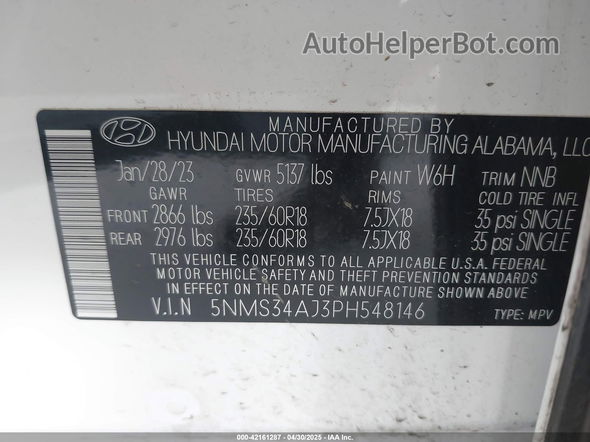 AutoHelperBot.com
MANUFACTURED BY
HYUNDAI MOTOR MANUFACTURING ALABAMA, LLC
Jan/28/23 GVWR 5137 lbs PAINT W6H TRIM NNB
GAWR TIRES RIMS COLD TIRE INFL
FRONT 2866 lbs 235/60R18 7.5JX18 35 psi SINGLE
REAR 2976 lbs 235/60R18 7.5JX18 35 psi SINGLE
THIS VEHICLE CONFORMS TO ALL APPLICABLE U.S.A. FEDERAL
MOTOR VEHICLE SAFETY AND THEFT PREVENTION STANDARDS
IN EFFECT ON THE DATE OF MANUFACTURE SHOWN ABOVE
V.I.N 5NMS34AJ3PH548146 TYPE: MPV
000-42161287 - 04/30/2025 - IAA Inc.